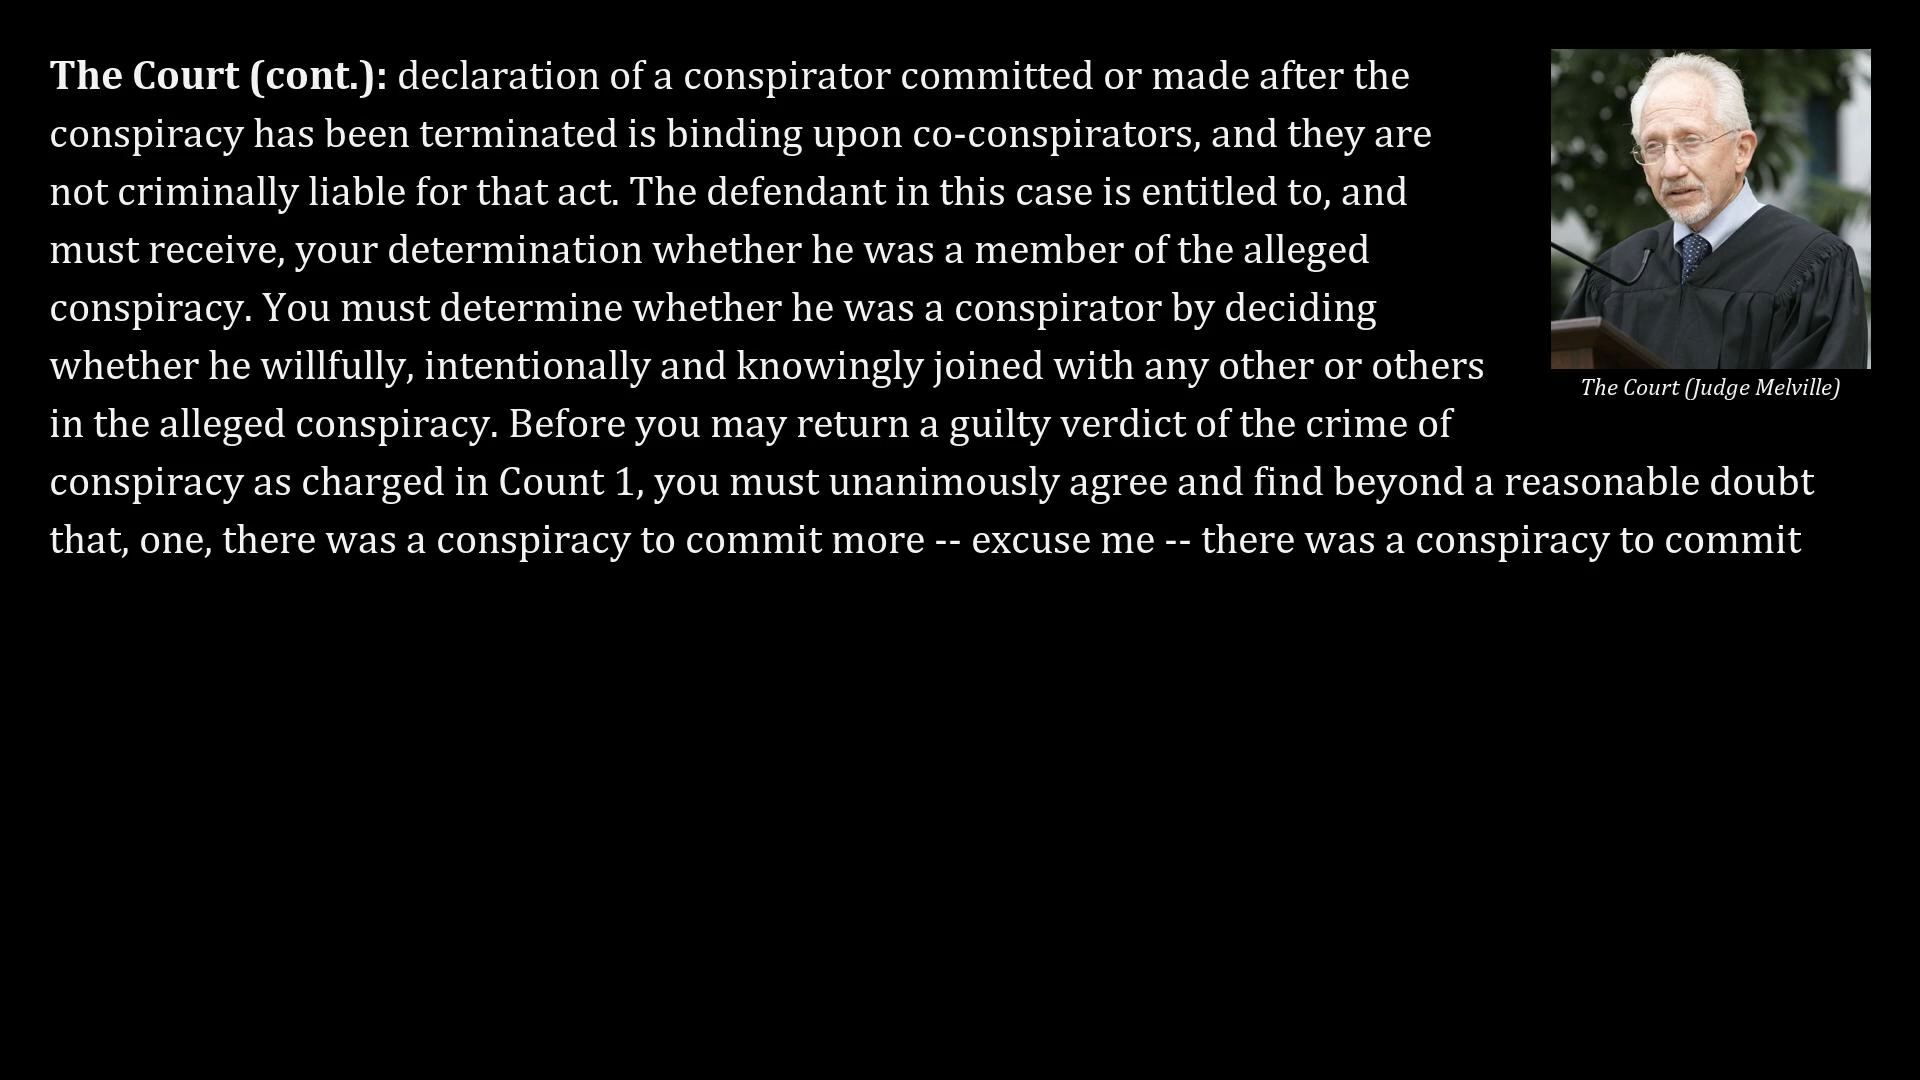 The Court (cont.): declaration of a conspirator committed or made after the
conspiracy has been terminated is binding upon co-conspirators, and they are
not criminally liable for that act. The defendant in this case is entitled to, and
must receive, your determination whether he was a member of the alleged
conspiracy. You must determine whether he was a conspirator by deciding
whether he willfully, intentionally and knowingly joined with any other or others
in the alleged conspiracy. Before you may return a guilty verdict of the crime of
conspiracy as charged in Count 1, you must unanimously agree and find beyond a reasonable doubt
that, one, there was a conspiracy to commit more -- excuse me -- there was a conspiracy to commit
The Court (Judge Melville)